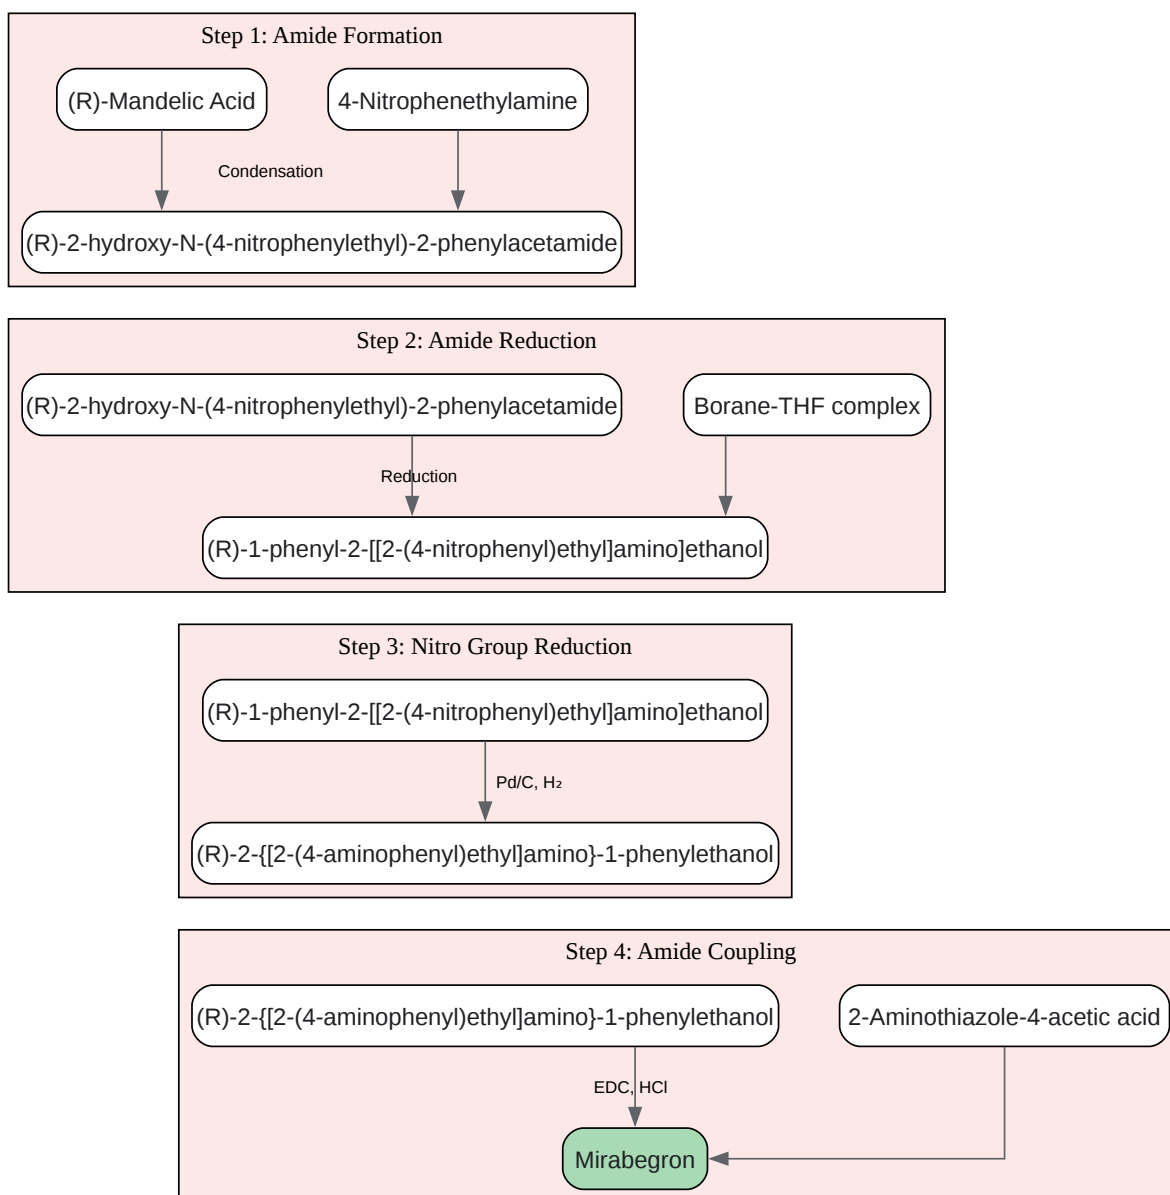 Step 1: Amide Formation
(R)-Mandelic Acid
4-Nitrophenethylamine
Condensation
(R)-2-hydroxy-N-(4-nitrophenylethyl)-2-phenylacetamide
Step 2: Amide Reduction
(R)-2-hydroxy-N-(4-nitrophenylethyl)-2-phenylacetamide
Borane-THF complex
Reduction
(R)-1-phenyl-2-[[2-(4-nitrophenyl)ethyl]amino]ethanol
Step 3: Nitro Group Reduction
(R)-1-phenyl-2-[[2-(4-nitrophenyl)ethyl]amino]ethanol
Pd/C, H₂
(R)-2-{[2-(4-aminophenyl)ethyl]amino}-1-phenylethanol
Step 4: Amide Coupling
(R)-2-{[2-(4-aminophenyl)ethyl]amino}-1-phenylethanol
2-Aminothiazole-4-acetic acid
EDC, HCl
Mirabegron